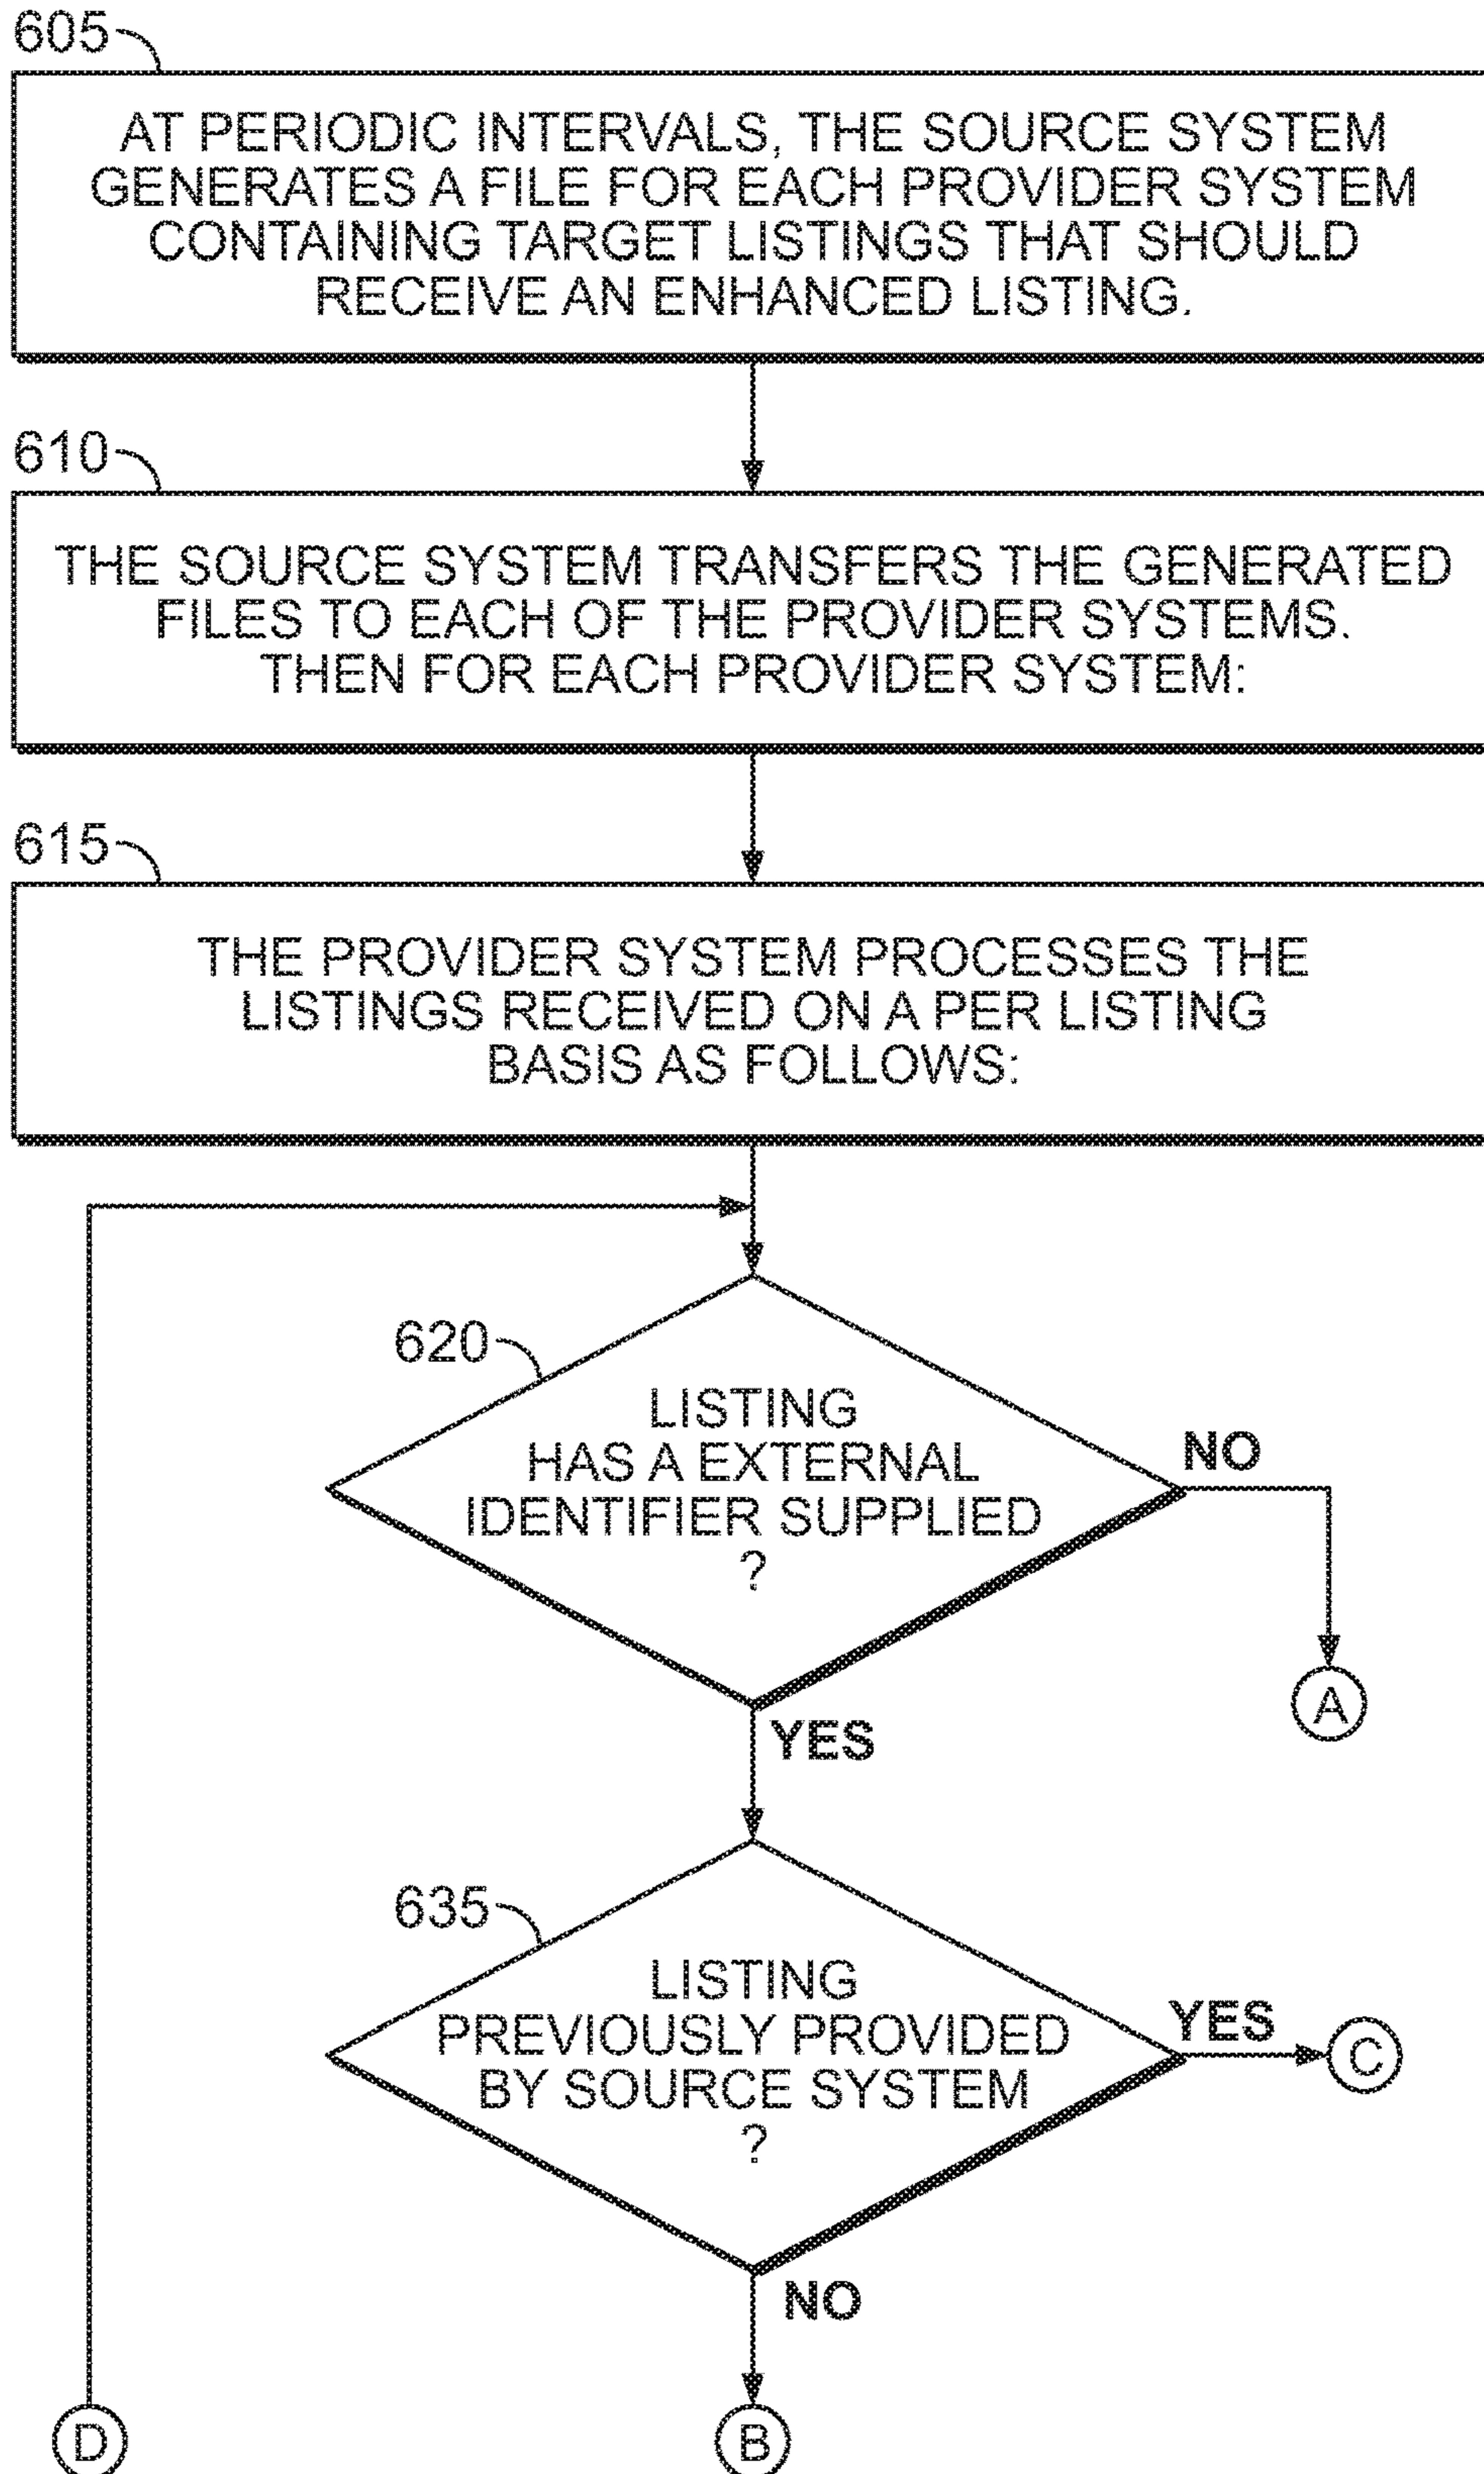 605
AT PERIODIC INTERVALS, THE SOURCE SYSTEM
GENERATES A FILE FOR EACH PROVIDER SYSTEM
CONTAINING TARGET LISTINGS THAT SHOULD
RECEIVE AN ENHANCED LISTING.
610
THE SOURCE SYSTEM TRANSFERS THE GENERATED
FILES TO EACH OF THE PROVIDER SYSTEMS.
THEN FOR EACH PROVIDER SYSTEM:
615
THE PROVIDER SYSTEM PROCESSES THE
LISTINGS RECEIVED ON A PER LISTING
BASIS AS FOLLOWS:
620
LISTING
HAS A EXTERNAL
IDENTIFIER SUPPLIED
?
NO
A
YES
635
LISTING
PREVIOUSLY PROVIDED
BY SOURCE SYSTEM
?
YES
C
NO
D
B